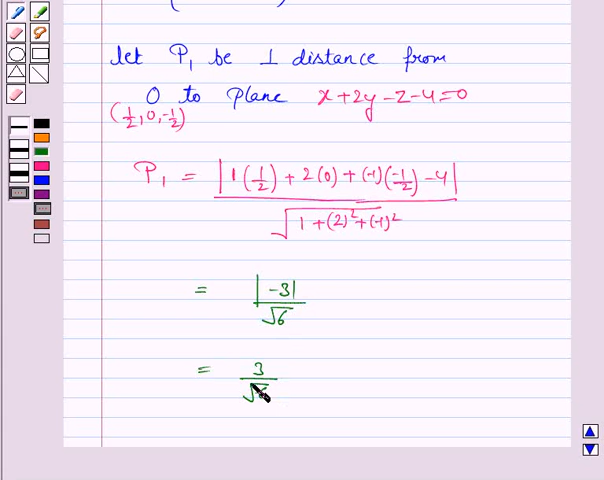 let P₁ be ⊥ distance from
O to plane x+2y-z-4=0
(1/2, 0, -1/2)
P₁ = |1(1/2) + 2(0) + (-1)(-1/2) - 4| / √(1+(2)²+(-1)²)
= |-3| / √6
= 3 / √6